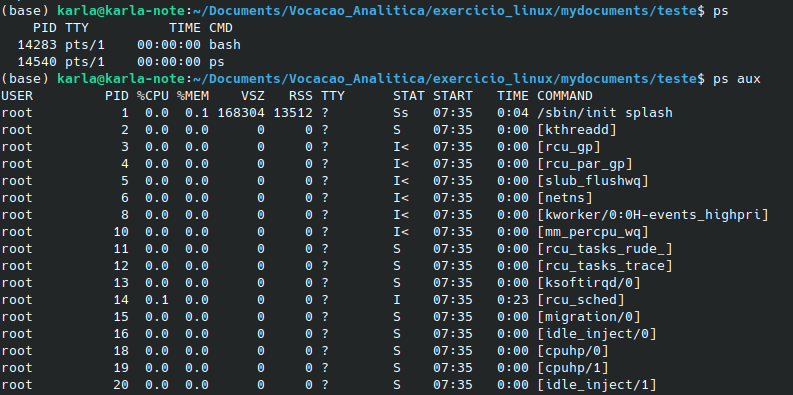 (base) karla@karla-note:~/Documents/Vocacao_Analitica/exercicio_linux/mydocuments/teste$ ps
    PID TTY          TIME CMD
  14283 pts/1    00:00:00 bash
  14540 pts/1    00:00:00 ps
(base) karla@karla-note:~/Documents/Vocacao_Analitica/exercicio_linux/mydocuments/teste$ ps aux
USER         PID %CPU %MEM    VSZ   RSS TTY      STAT START   TIME COMMAND
root           1  0.0  0.1 168304 13512 ?        Ss   07:35   0:04 /sbin/init splash
root           2  0.0  0.0      0     0 ?        S    07:35   0:00 [kthreadd]
root           3  0.0  0.0      0     0 ?        I<   07:35   0:00 [rcu_gp]
root           4  0.0  0.0      0     0 ?        I<   07:35   0:00 [rcu_par_gp]
root           5  0.0  0.0      0     0 ?        I<   07:35   0:00 [slub_flushwq]
root           6  0.0  0.0      0     0 ?        I<   07:35   0:00 [netns]
root           8  0.0  0.0      0     0 ?        I<   07:35   0:00 [kworker/0:0H-events_highpri]
root          10  0.0  0.0      0     0 ?        I<   07:35   0:00 [mm_percpu_wq]
root          11  0.0  0.0      0     0 ?        S    07:35   0:00 [rcu_tasks_rude_]
root          12  0.0  0.0      0     0 ?        S    07:35   0:00 [rcu_tasks_trace]
root          13  0.0  0.0      0     0 ?        S    07:35   0:00 [ksoftirqd/0]
root          14  0.1  0.0      0     0 ?        I    07:35   0:23 [rcu_sched]
root          15  0.0  0.0      0     0 ?        S    07:35   0:00 [migration/0]
root          16  0.0  0.0      0     0 ?        S    07:35   0:00 [idle_inject/0]
root          18  0.0  0.0      0     0 ?        S    07:35   0:00 [cpuhp/0]
root          19  0.0  0.0      0     0 ?        S    07:35   0:00 [cpuhp/1]
root          20  0.0  0.0      0     0 ?        S    07:35   0:00 [idle_inject/1]